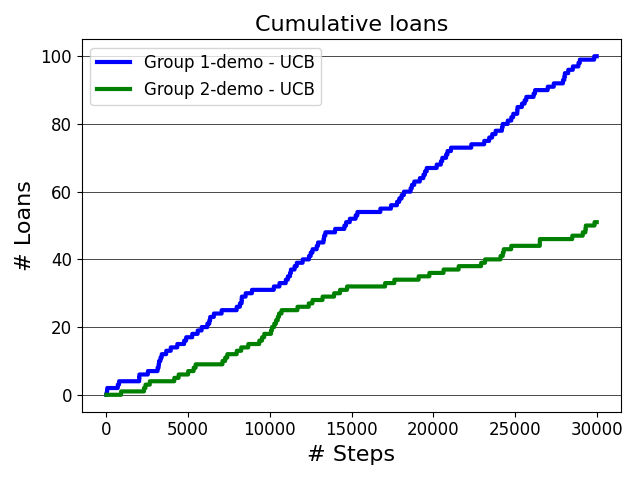 Cumulative loans
Group 1-demo - UCB
Group 2-demo - UCB
# Loans
100
80
60
40
20
0
0 5000 10000 15000 20000 25000 30000
# Steps